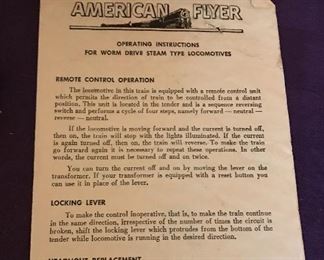 AMERICAN FLYER
OPERATING INSTRUCTIONS
FOR WORM DRIVE STEAM TYPE LOCOMOTIVES
REMOTE CONTROL OPERATION
The locomotive in this train is equipped with a remote control unit
which permits the direction of train to be controlled from a distant
position. This unit is located in the tender and is a sequence reversing
switch and performs a cycle of four steps, namely forward — neutral —
reverse — neutral.
If the locomotive is moving forward and the current is turned off,
then on, the train will stop with the lights illuminated. If the current
is again turned off, then on, the train will reverse. To make the train
go forward again it is necessary to repeat these operations. In other
words, the current must be turned off and on twice.
You can turn the current off and on by moving the lever on the
transformer. If your transformer is equipped with a reset button you
can use it in place of the lever.
LOCKING LEVER
To make the control inoperative, that is, to make the train continue
in the same direction, irrespective of number of times the circuit is
broken, shift the locking lever which protrudes from the bottom of the
tender while locomotive is running in the desired direction.
HEADLIGHT REPLACEMENT